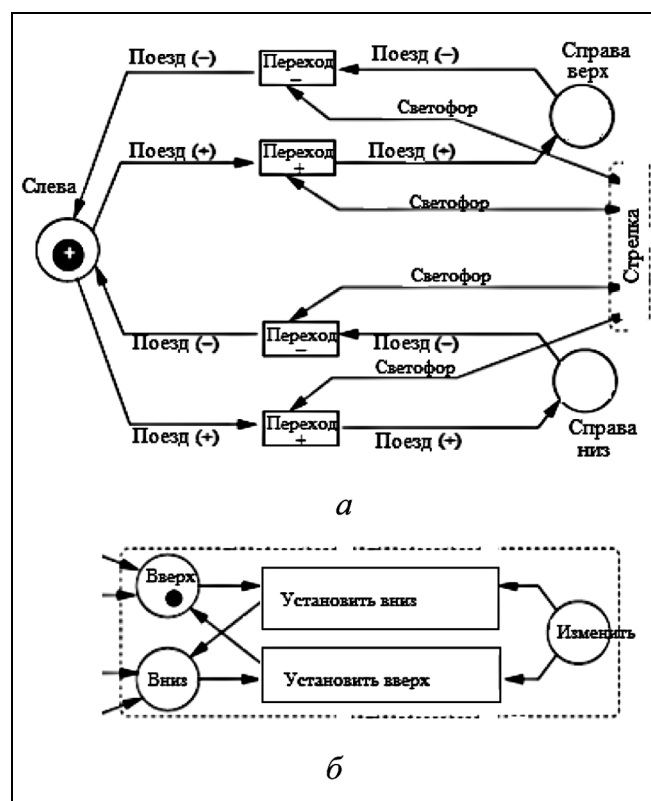 Поезд (−)
Переход
−
Поезд (−)
Справа
верх
Светофор
Поезд (+)
Переход
+
Поезд (+)
Слева
Светофор
+
Стрелка
Светофор
Поезд (−)
Переход
−
Поезд (−)
Светофор
Поезд (+)
Переход
+
Поезд (+)
Справа
низ
а
Вверх
Установить вниз
Изменить
Вниз
Установить вверх
б